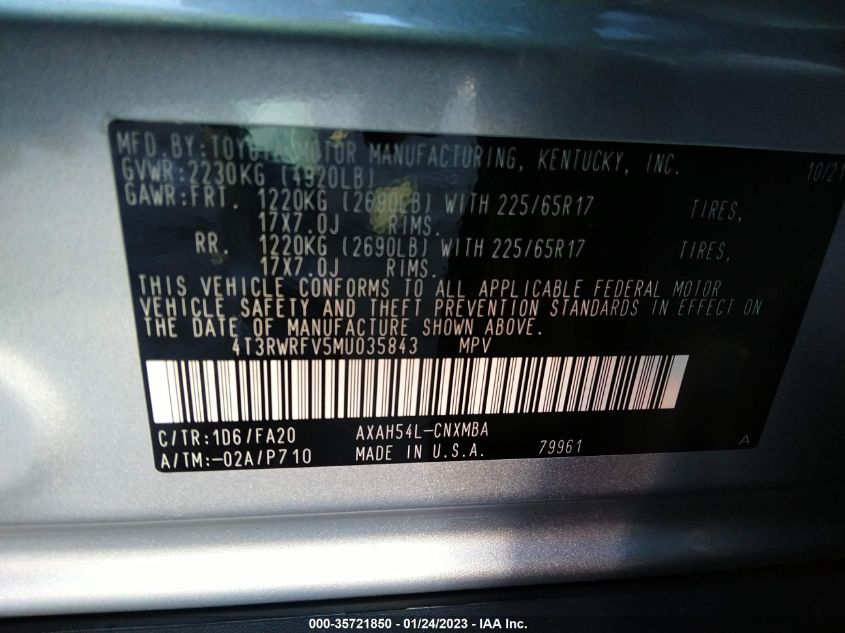 MFD.BY:TOYOTA MOTOR MANUFACTURING, KENTUCKY, INC. 10/21
GVWR:2230KG (4920LB)
GAWR:FRT. 1220KG (2690LB) WITH 225/65R17 TIRES,
17X7.0J RIMS.
RR. 1220KG (2690LB) WITH 225/65R17 TIRES,
17X7.0J RIMS.
THIS VEHICLE CONFORMS TO ALL APPLICABLE FEDERAL MOTOR
VEHICLE SAFETY AND THEFT PREVENTION STANDARDS IN EFFECT ON
THE DATE OF MANUFACTURE SHOWN ABOVE.
4T3RWRFV5MU035843 MPV
C/TR:1D6/FA20 AXAH54L-CNXMBA
A/TM:-02A/P710 MADE IN U.S.A. 79961 A
000-35721850 - 01/24/2023 - IAA Inc.